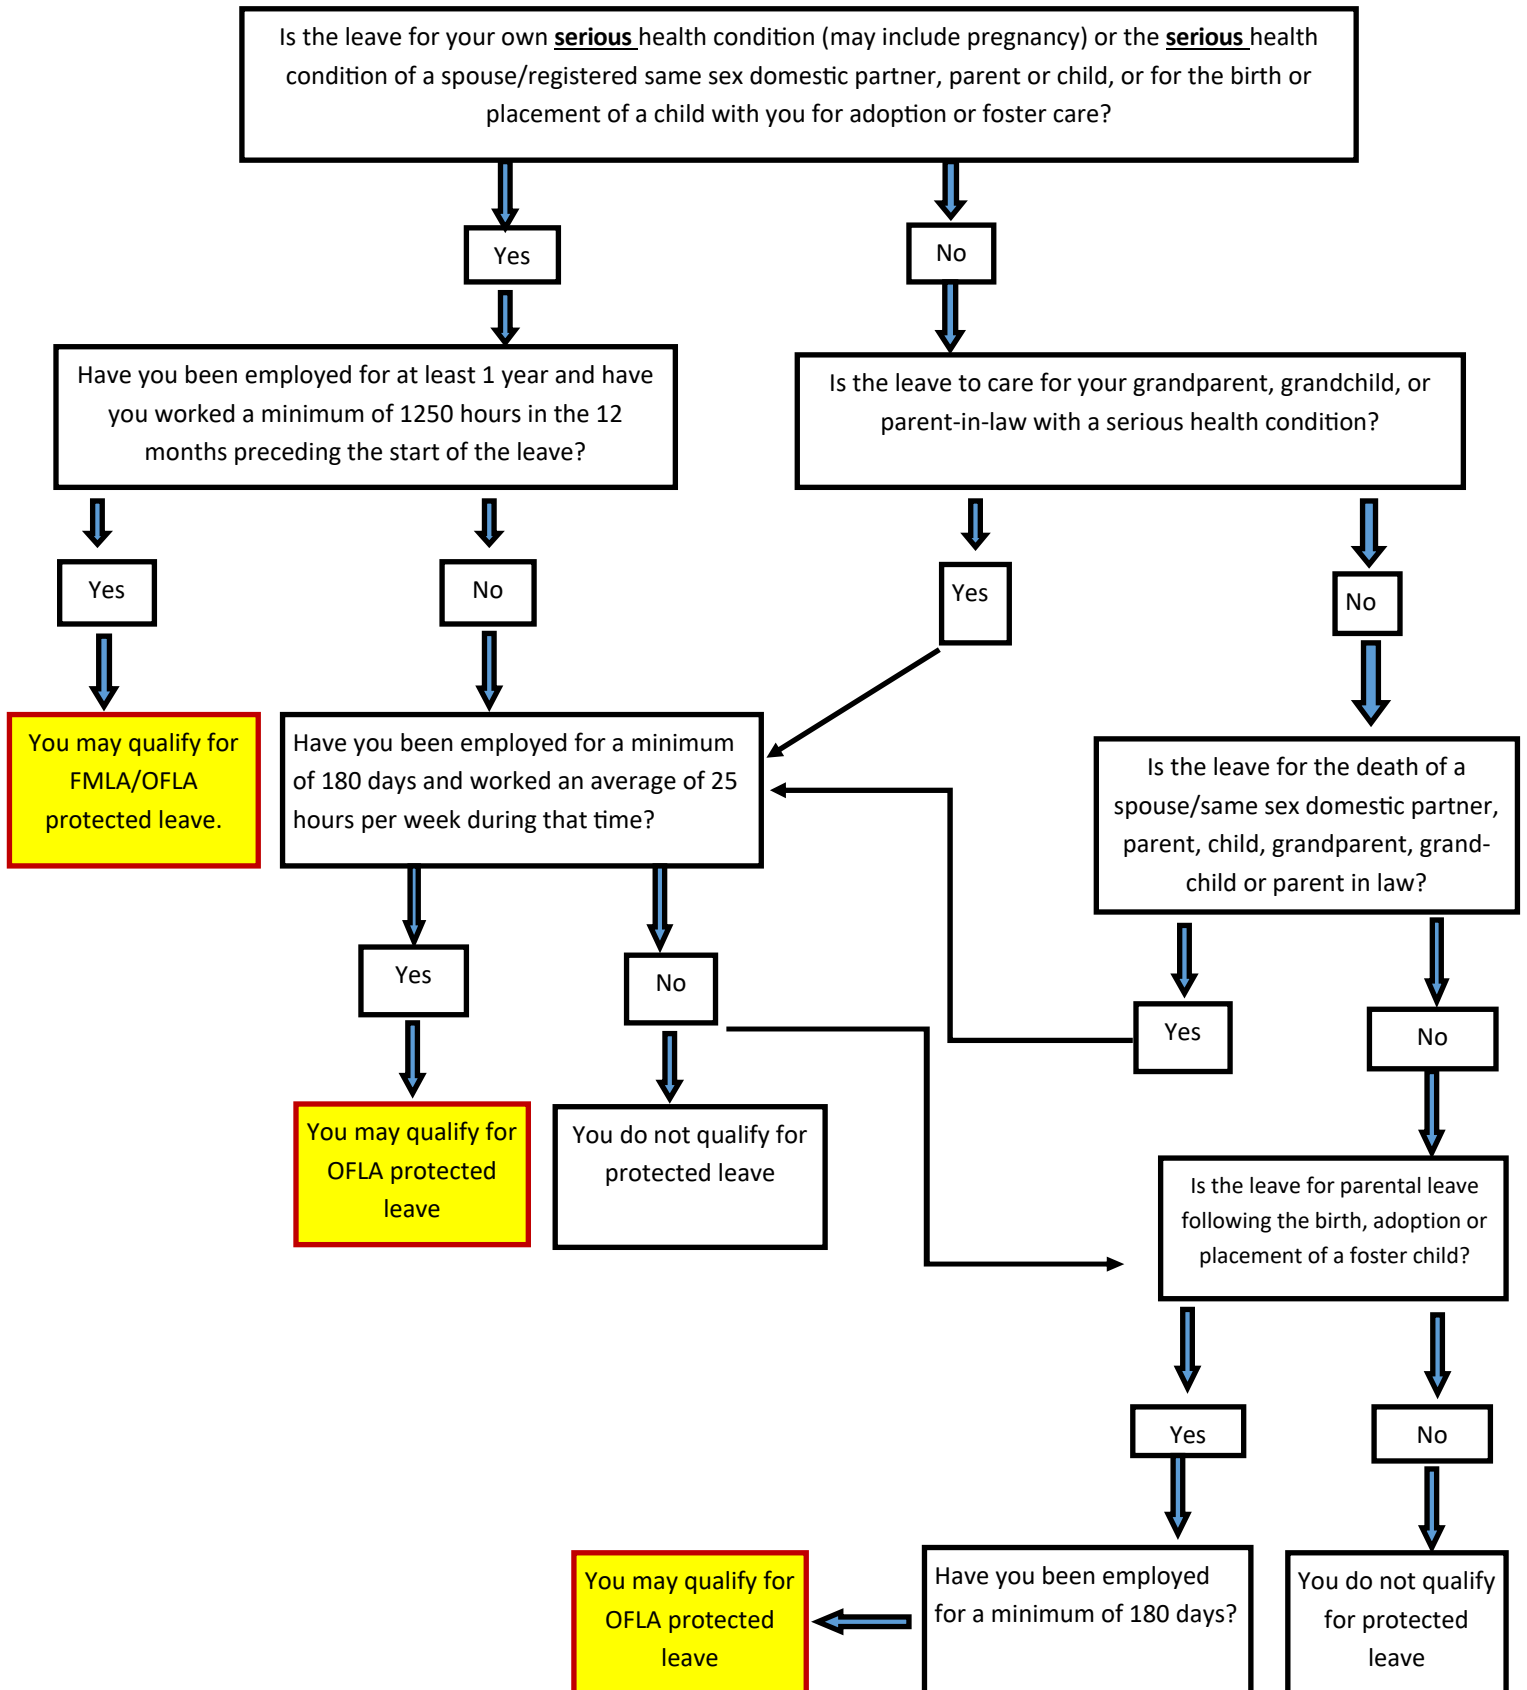 Is the leave for your own serious health condition (may include pregnancy) or the serious health
condition of a spouse/registered same sex domestic partner, parent or child, or for the birth or
placement of a child with you for adoption or foster care?
Yes
No
Have you been employed for at least 1 year and have
you worked a minimum of 1250 hours in the 12
months preceding the start of the leave?
Is the leave to care for your grandparent, grandchild, or
parent-in-law with a serious health condition?
Yes
No
Yes
No
You may qualify for
FMLA/OFLA
protected leave.
Have you been employed for a minimum
of 180 days and worked an average of 25
hours per week during that time?
Is the leave for the death of a
spouse/same sex domestic partner,
parent, child, grandparent, grand-
child or parent in law?
Yes
No
Yes
No
You may qualify for
OFLA protected
leave
You do not qualify for
protected leave
Is the leave for parental leave
following the birth, adoption or
placement of a foster child?
Yes
No
You may qualify for
OFLA protected
leave
Have you been employed
for a minimum of 180 days?
You do not qualify
for protected
leave